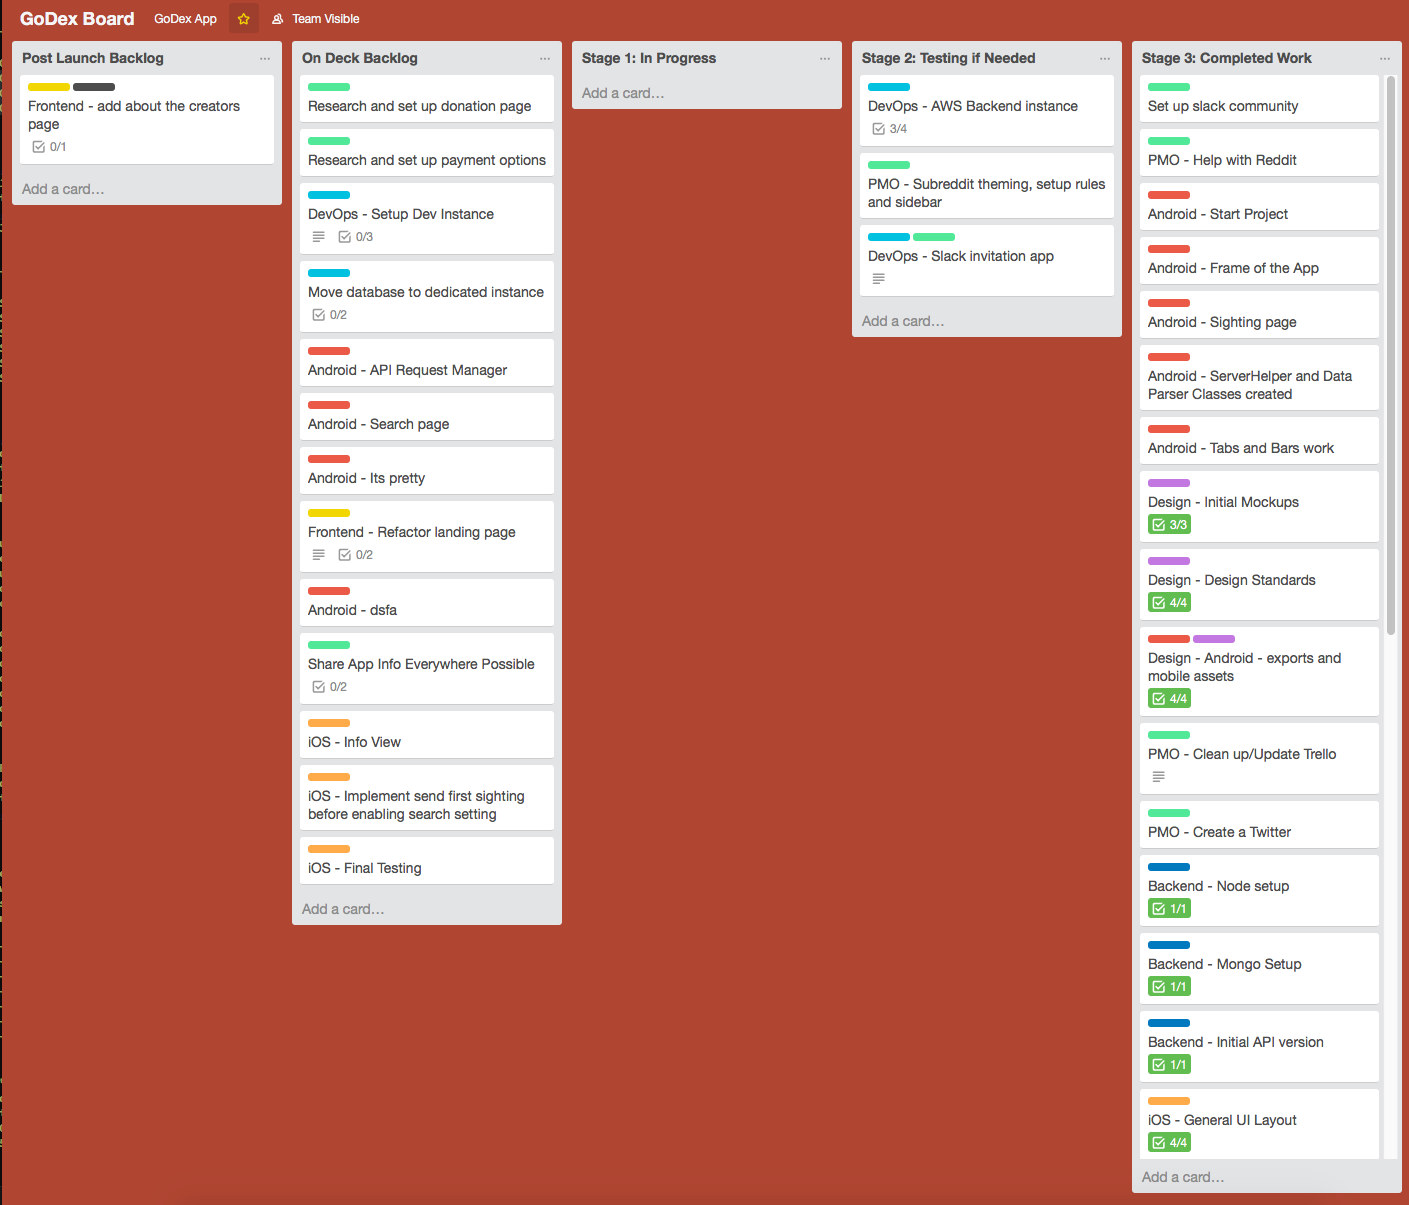 GoDex Board GoDex App Team Visible
Post Launch Backlog
Frontend - add about the creators
page
0/1
Add a card…
On Deck Backlog
Research and set up donation page
Research and set up payment options
DevOps - Setup Dev Instance
0/3
Move database to dedicated instance
0/2
Android - API Request Manager
Android - Search page
Android - Its pretty
Frontend - Refactor landing page
0/2
Android - dsfa
Share App Info Everywhere Possible
0/2
iOS - Info View
iOS - Implement send first sighting
before enabling search setting
iOS - Final Testing
Add a card…
Stage 1: In Progress
Add a card…
Stage 2: Testing if Needed
DevOps - AWS Backend instance
3/4
PMO - Subreddit theming, setup rules
and sidebar
DevOps - Slack invitation app
Add a card…
Stage 3: Completed Work
Set up slack community
PMO - Help with Reddit
Android - Start Project
Android - Frame of the App
Android - Sighting page
Android - ServerHelper and Data
Parser Classes created
Android - Tabs and Bars work
Design - Initial Mockups
3/3
Design - Design Standards
4/4
Design - Android - exports and
mobile assets
4/4
PMO - Clean up/Update Trello
PMO - Create a Twitter
Backend - Node setup
1/1
Backend - Mongo Setup
1/1
Backend - Initial API version
1/1
iOS - General UI Layout
4/4
Add a card…